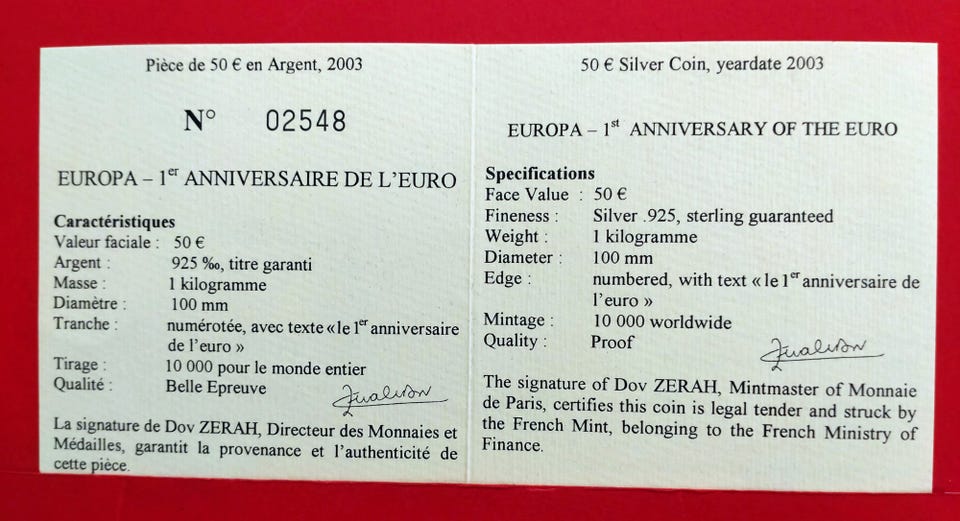 Pièce de 50 € en Argent, 2003
N° 02548
EUROPA – 1er ANNIVERSAIRE DE L’EURO
Caractéristiques
Valeur faciale : 50 €
Argent : 925 ‰, titre garanti
Masse : 1 kilogramme
Diamètre : 100 mm
Tranche : numérotée, avec texte «le 1er anniversaire
de l’euro »
Tirage : 10 000 pour le monde entier
Qualité : Belle Epreuve
La signature de Dov ZERAH, Directeur des Monnaies et
Médailles, garantit la provenance et l’authenticité de
cette pièce.
50 € Silver Coin, yeardate 2003
EUROPA – 1st ANNIVERSARY OF THE EURO
Specifications
Face Value : 50 €
Fineness : Silver .925, sterling guaranteed
Weight : 1 kilogramme
Diameter : 100 mm
Edge : numbered, with text «le 1er anniversaire de
l’euro »
Mintage : 10 000 worldwide
Quality : Proof
The signature of Dov ZERAH, Mintmaster of Monnaie
de Paris, certifies this coin is legal tender and struck by
the French Mint, belonging to the French Ministry of
Finance.